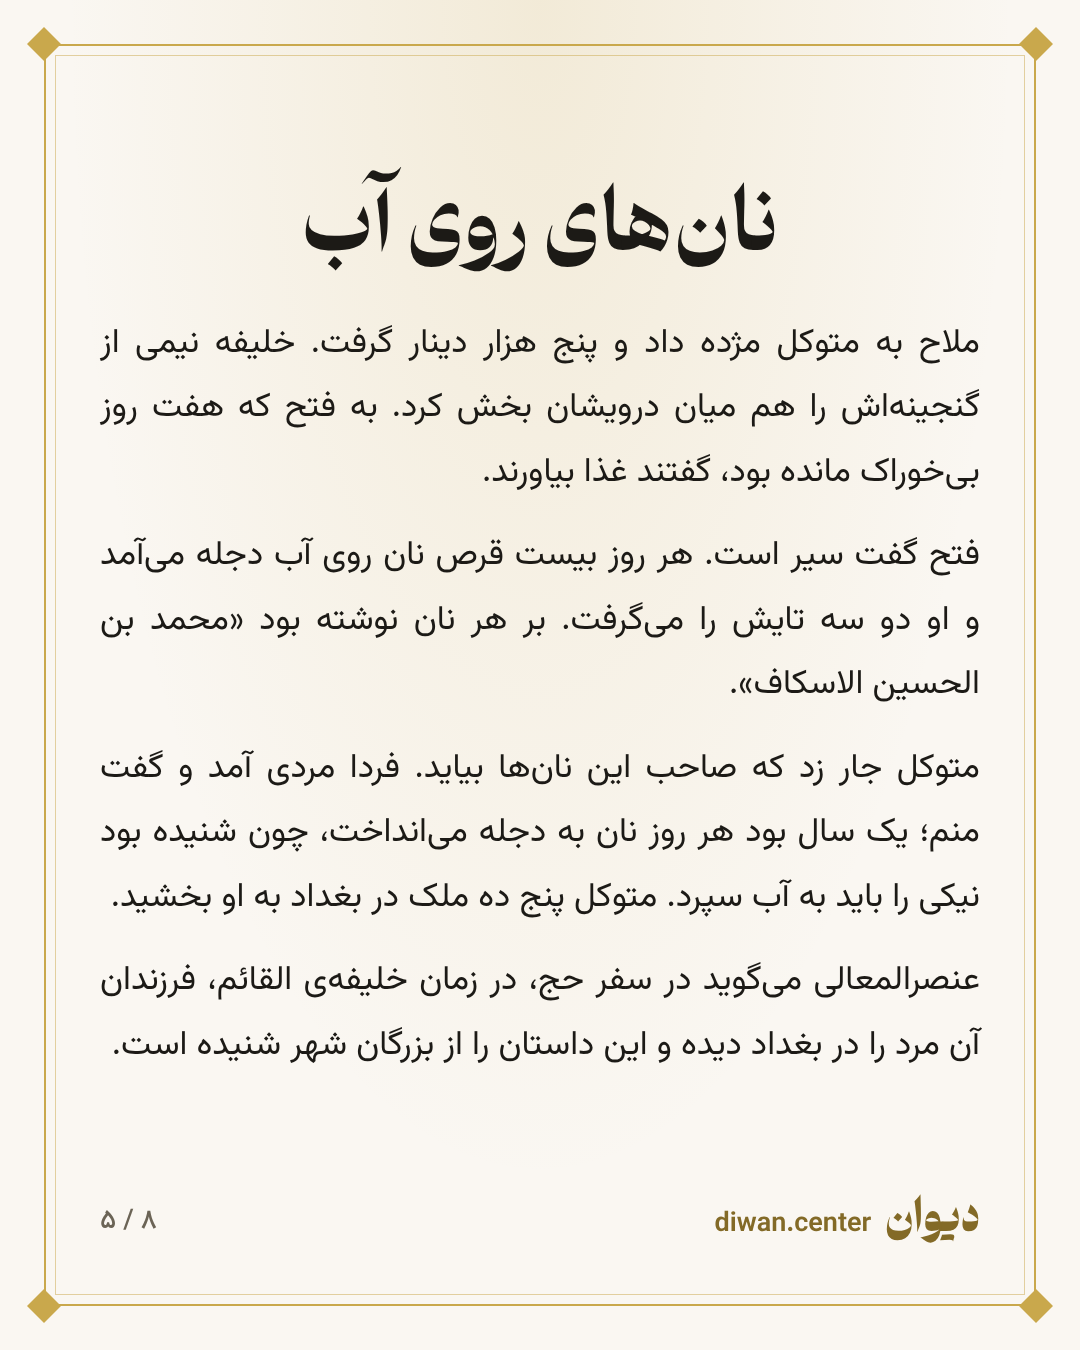 نان‌های روی آب
ملاح به متوکل مژده داد و پنج هزار دینار گرفت. خلیفه نیمی از
گنجینه‌اش را هم میان درویشان بخش کرد. به فتح که هفت روز
بی‌خوراک مانده بود، گفتند غذا بیاورند.
فتح گفت سیر است. هر روز بیست قرص نان روی آب دجله می‌آمد
و او دو سه تایش را می‌گرفت. بر هر نان نوشته بود «محمد بن
الحسین الاسکاف».
متوکل جار زد که صاحب این نان‌ها بیاید. فردا مردی آمد و گفت
منم؛ یک سال بود هر روز نان به دجله می‌انداخت، چون شنیده بود
نیکی را باید به آب سپرد. متوکل پنج ده ملک در بغداد به او بخشید.
عنصرالمعالی می‌گوید در سفر حج، در زمان خلیفه‌ی القائم، فرزندان
آن مرد را در بغداد دیده و این داستان را از بزرگان شهر شنیده است.
دیوان diwan.center
۵ / ۸